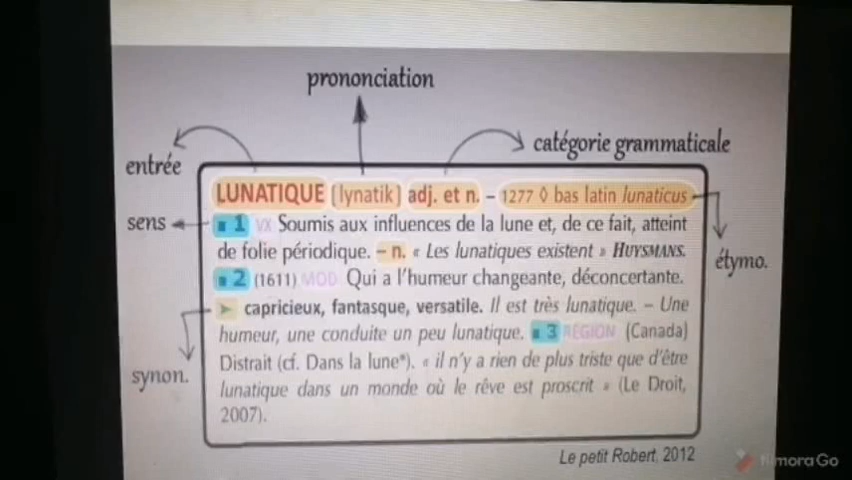 prononciation
catégorie grammaticale
entrée
LUNATIQUE [lynatik] adj. et n. – 1277 ◊ bas latin lunaticus
sens
■ 1 VX Soumis aux influences de la lune et, de ce fait, atteint
de folie périodique. – n. « Les lunatiques existent » HUYSMANS.
étymo.
■ 2 (1611) MOD. Qui a l'humeur changeante, déconcertante.
➤ capricieux, fantasque, versatile. Il est très lunatique. – Une
humeur, une conduite un peu lunatique. ■ 3 RÉGION (Canada)
Distrait (cf. Dans la lune*). « il n'y a rien de plus triste que d'être
synon.
lunatique dans un monde où le rêve est proscrit » (Le Droit,
2007).
Le petit Robert, 2012
filmora Go